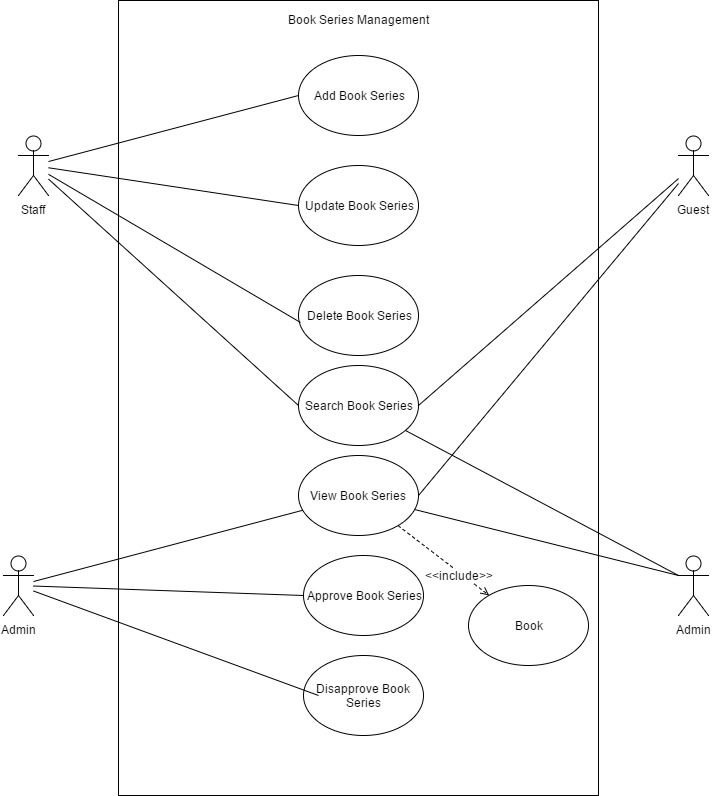 Book Series Management
Add Book Series
Staff
Guest
Update Book Series
Delete Book Series
Search Book Series
View Book Series
<<include>>
Admin
Approve Book Series
Book
Admin
Disapprove Book
Series